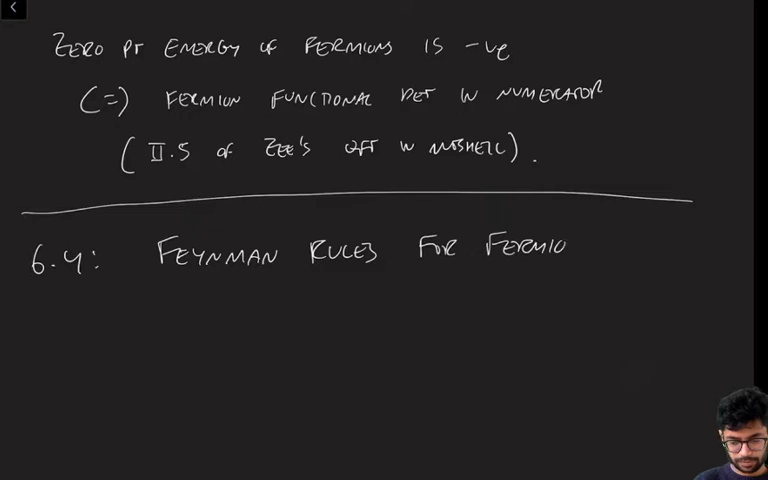 ZERO PT ENERGY OF FERMIONS IS -ve
(=) FERMION FUNCTIONAL DET IN NUMERATOR
(II.5 OF ZEE'S QFT IN NUTSHELL).
6.4: FEYNMAN RULES FOR FERMIO